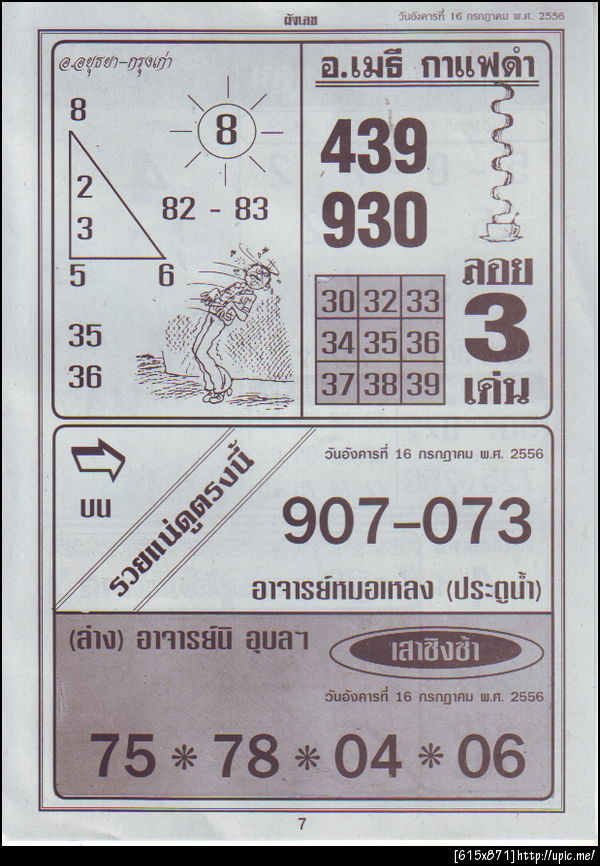 ผังเลข
วันอังคารที่ 16 กรกฎาคม พ.ศ. 2556
อ.อยุธยา-กรุงเก่า
8
2
3
5 6
8
82 - 83
35
36
อ.เมธี กาแฟดำ
439
930
30 32 33
34 35 36
37 38 39
ลอย
3
เด่น
บน
รวยแน่ดูตรงนี้
วันอังคารที่ 16 กรกฎาคม พ.ศ. 2556
907-073
อาจารย์หมอเหลง (ประตูน้ำ)
(ล่าง) อาจารย์นิ อุบลฯ
เสาชิงช้า
วันอังคารที่ 16 กรกฎาคม พ.ศ. 2556
75 * 78 * 04 * 06
7
[615x871]http://upic.me/